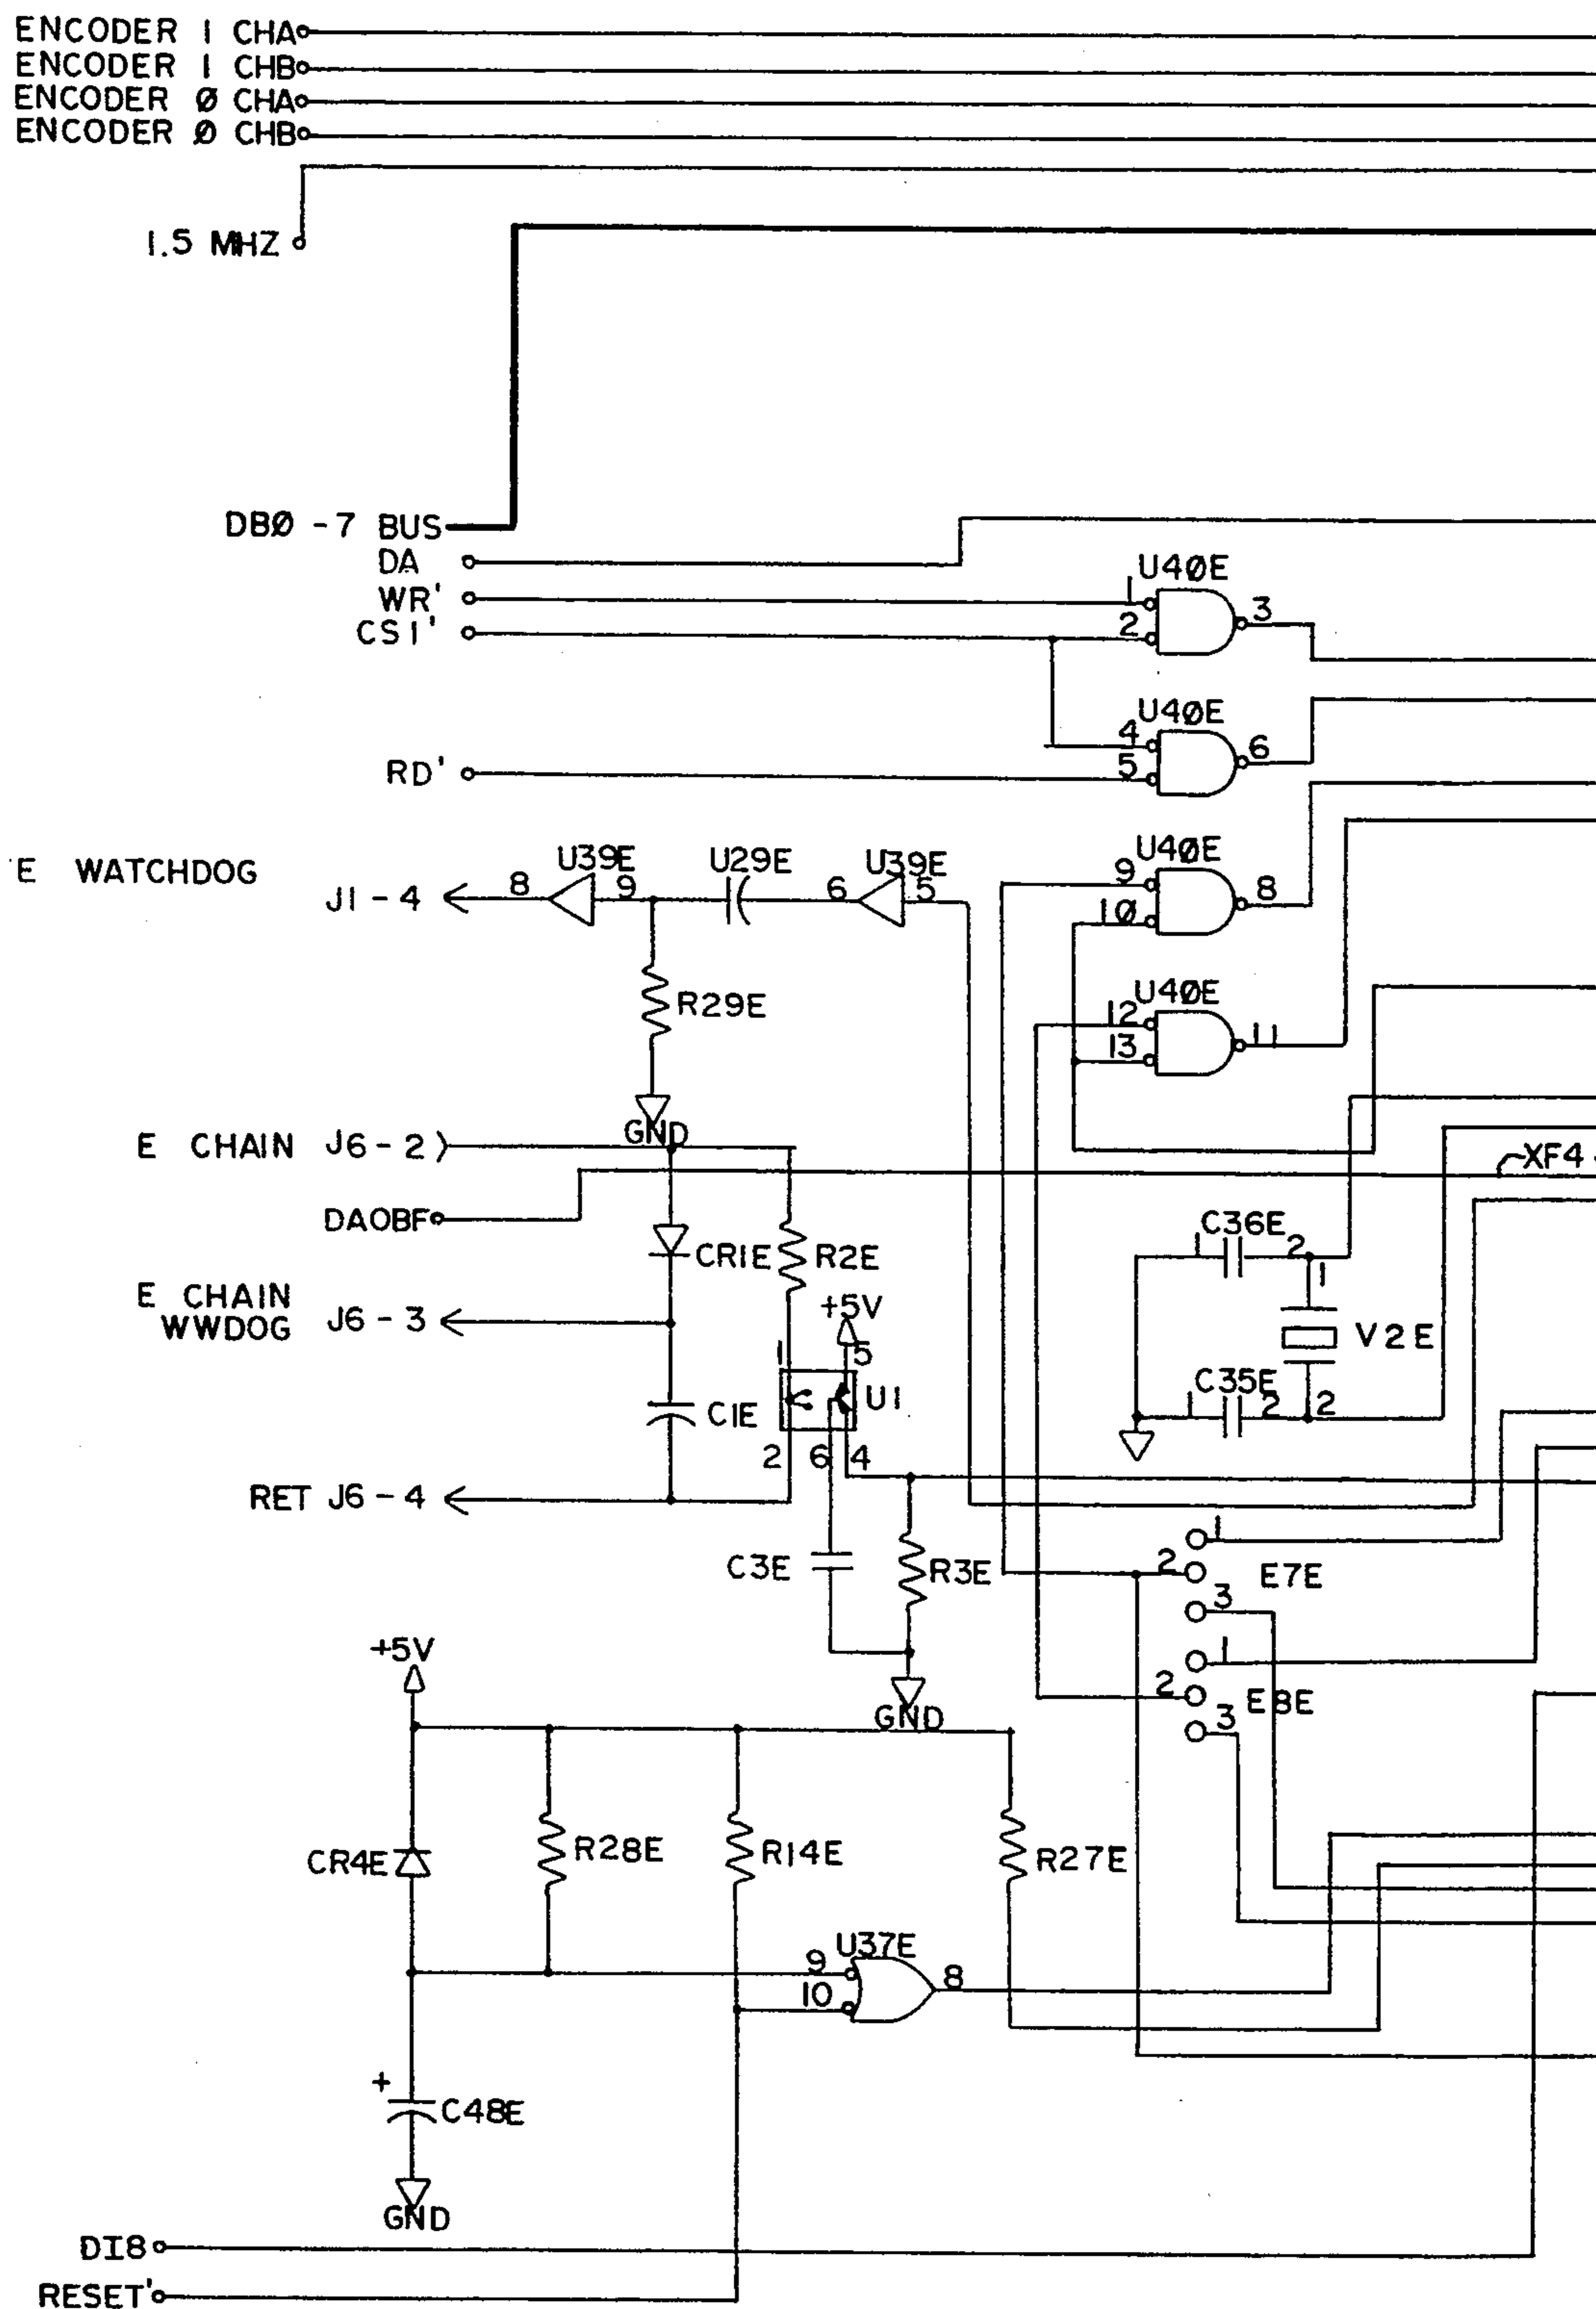 ENCODER 1 CHA
ENCODER 1 CHB
ENCODER Ø CHA
ENCODER Ø CHB
1.5 MHZ
DBØ - 7 BUS
DA
WR'
CS1'
U4ØE
1
2
3
U4ØE
4
5
6
RD'
'E WATCHDOG
J1 - 4
8
U39E
9
U29E
6
U39E
5
U4ØE
9
1Ø
8
R29E
U4ØE
12
13
11
GND
E CHAIN J6 - 2
XF4
DAOBF
CR1E
R2E
C36E
1
2
1
E CHAIN
WWDOG J6 - 3
+5V
V2E
1
5
U1
C1E
C35E
1
2
2
2
6
4
RET J6 - 4
C3E
R3E
1
2
E7E
3
+5V
GND
1
2
E8E
3
CR4E
R28E
R14E
R27E
U37E
9
10
8
+
C48E
GND
DI8
RESET'